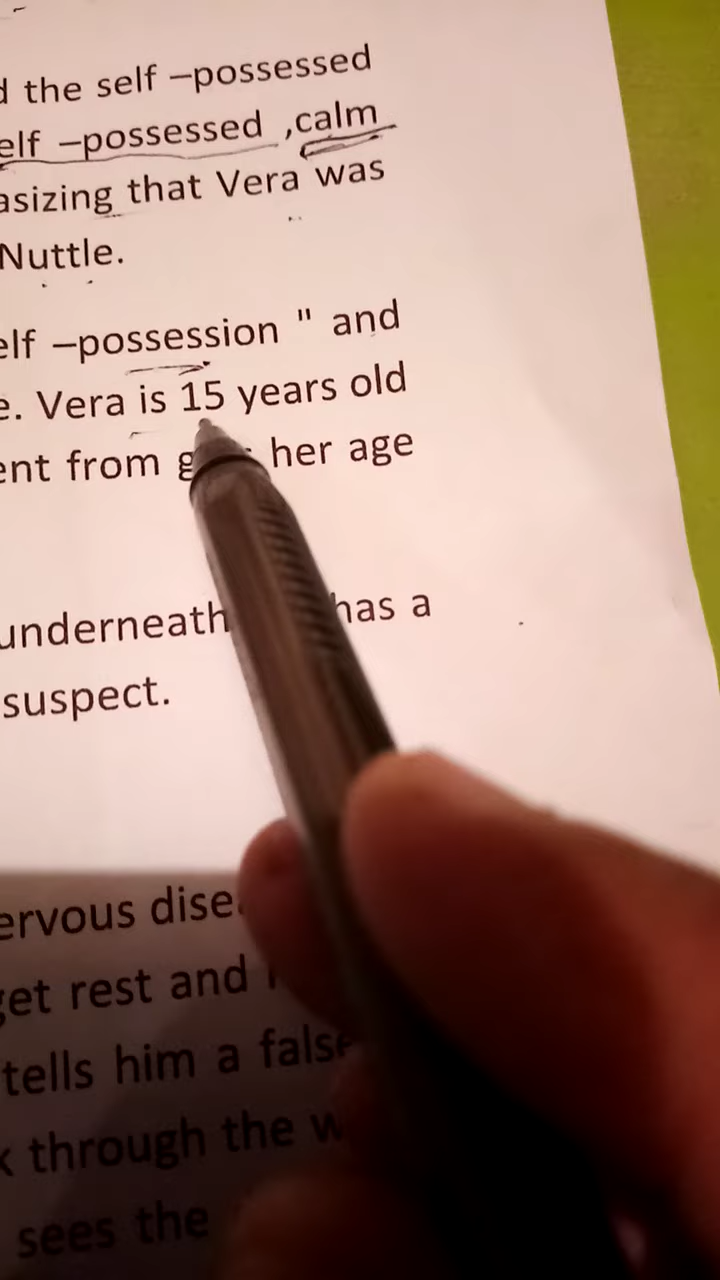 the self –possessed
elf –possessed ,calm
asizing that Vera was
Nuttle.
elf –possession " and
e. Vera is 15 years old
ent from her age
underneath has a
suspect.
ervous dise
get rest and
tells him a false
k through the w
sees the